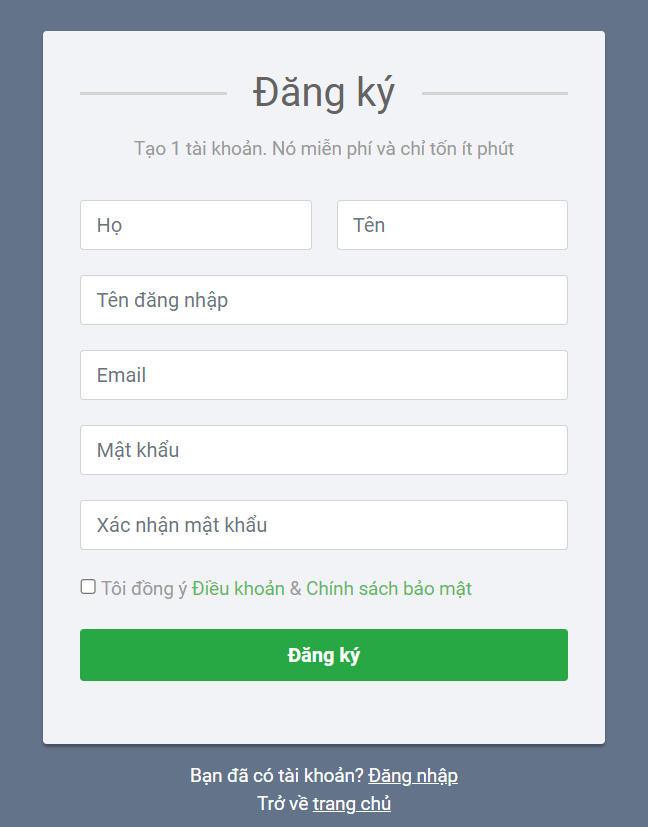 Đăng ký
Tạo 1 tài khoản. Nó miễn phí và chỉ tốn ít phút
Họ Tên
Tên đăng nhập
Email
Mật khẩu
Xác nhận mật khẩu
Tôi đồng ý Điều khoản & Chính sách bảo mật
Đăng ký
Bạn đã có tài khoản? Đăng nhập
Trở về trang chủ